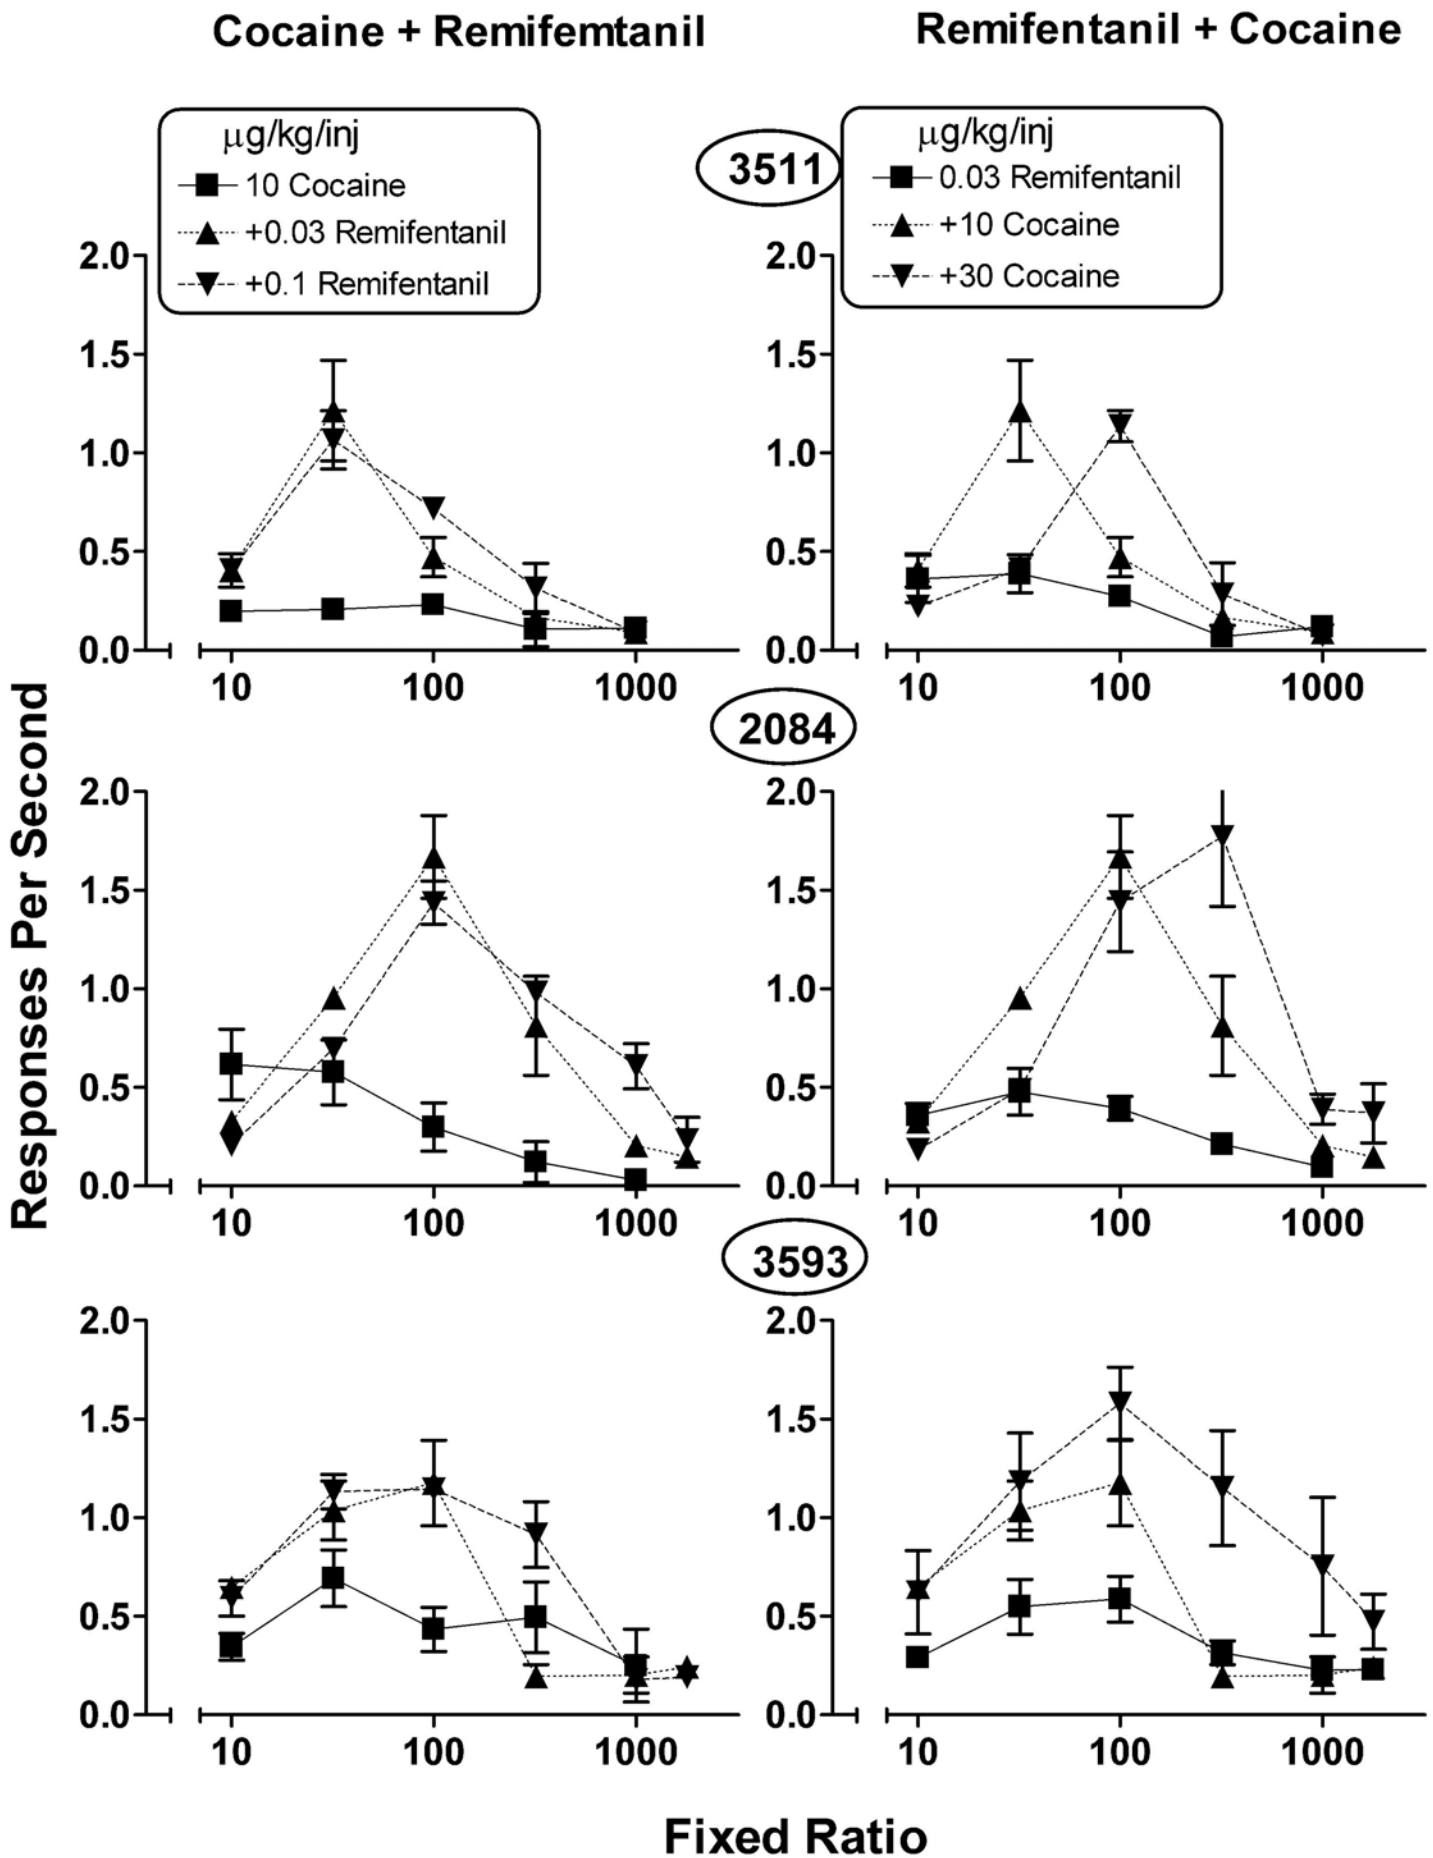 Cocaine + Remifemtanil
Remifentanil + Cocaine
μg/kg/inj
10 Cocaine
+0.03 Remifentanil
+0.1 Remifentanil
3511
μg/kg/inj
0.03 Remifentanil
+10 Cocaine
+30 Cocaine
2.0
1.5
1.0
0.5
0.0
10 100 1000
2.0
1.5
1.0
0.5
0.0
10 100 1000
2084
2.0
1.5
1.0
0.5
0.0
10 100 1000
2.0
1.5
1.0
0.5
0.0
10 100 1000
3593
2.0
1.5
1.0
0.5
0.0
10 100 1000
2.0
1.5
1.0
0.5
0.0
10 100 1000
Responses Per Second
Fixed Ratio